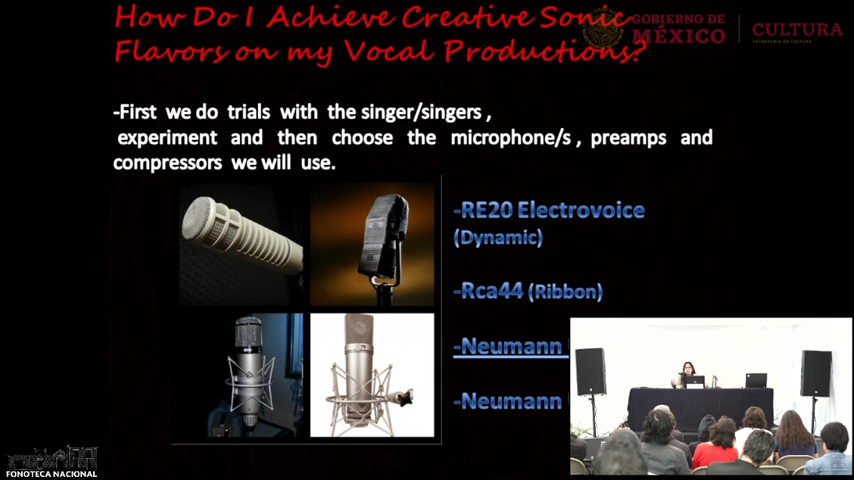 How Do I Achieve Creative Sonic
Flavors on my Vocal Productions?
GOBIERNO DE
MÉXICO
CULTURA
SECRETARÍA DE CULTURA
-First we do trials with the singer/singers ,
experiment and then choose the microphone/s , preamps and
compressors we will use.
-RE20 Electrovoice
(Dynamic)
-Rca44 (Ribbon)
-Neumann
-Neumann
FONOTECA NACIONAL